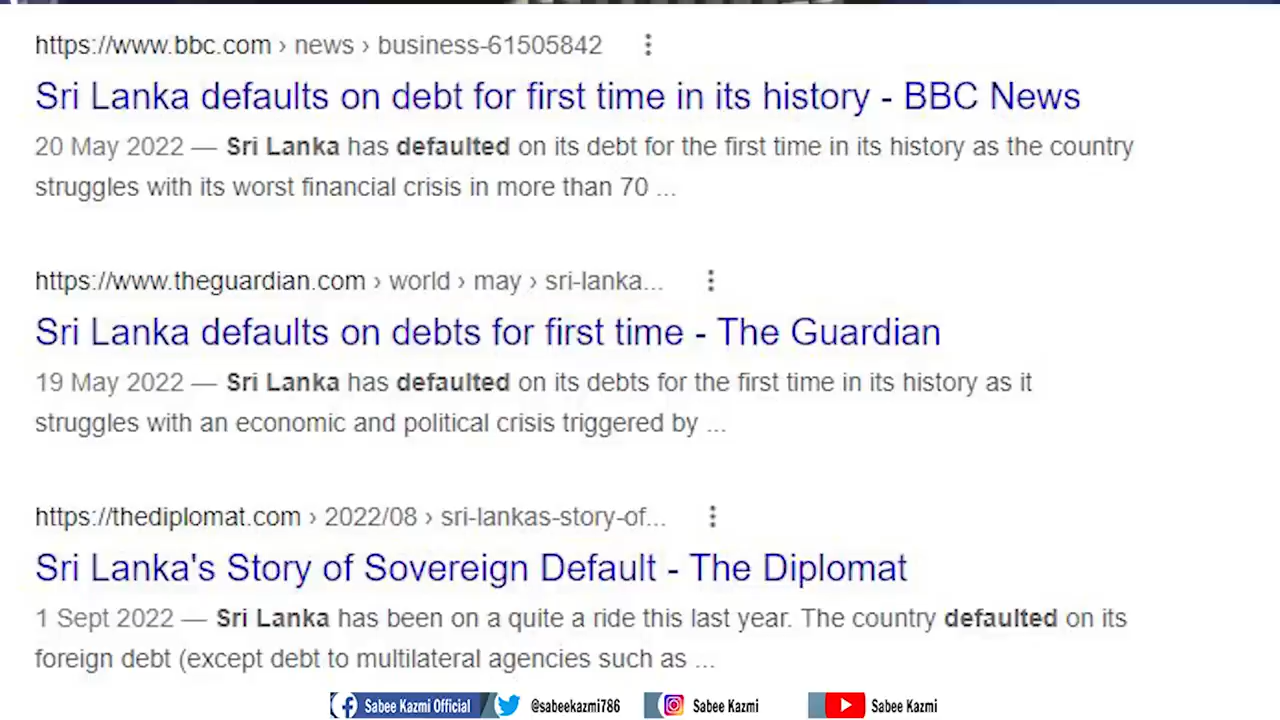 https://www.bbc.com › news › business-61505842
Sri Lanka defaults on debt for first time in its history - BBC News
20 May 2022 — Sri Lanka has defaulted on its debt for the first time in its history as the country
struggles with its worst financial crisis in more than 70 ...
https://www.theguardian.com › world › may › sri-lanka...
Sri Lanka defaults on debts for first time - The Guardian
19 May 2022 — Sri Lanka has defaulted on its debts for the first time in its history as it
struggles with an economic and political crisis triggered by ...
https://thediplomat.com › 2022/08 › sri-lankas-story-of...
Sri Lanka's Story of Sovereign Default - The Diplomat
1 Sept 2022 — Sri Lanka has been on a quite a ride this last year. The country defaulted on its
foreign debt (except debt to multilateral agencies such as ...
Sabee Kazmi Official @sabeekazmi786 Sabee Kazmi Sabee Kazmi